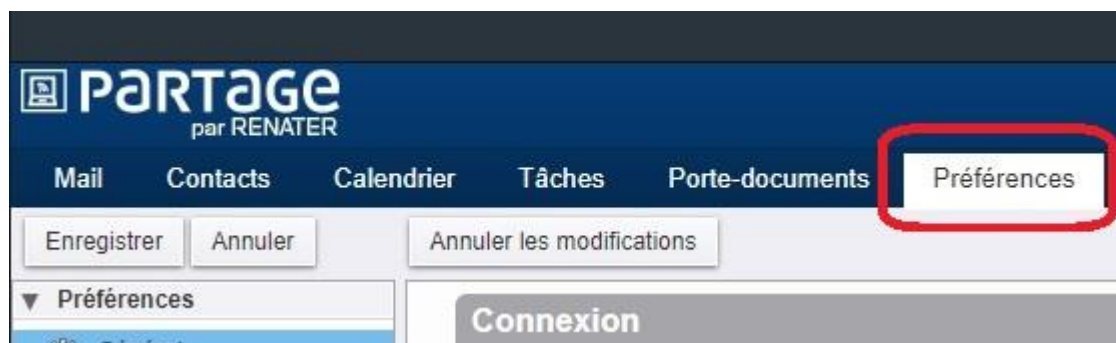 Partage
par RENATER
Mail Contacts Calendrier Tâches Porte-documents Préférences
Enregistrer Annuler Annuler les modifications
Préférences
Connexion